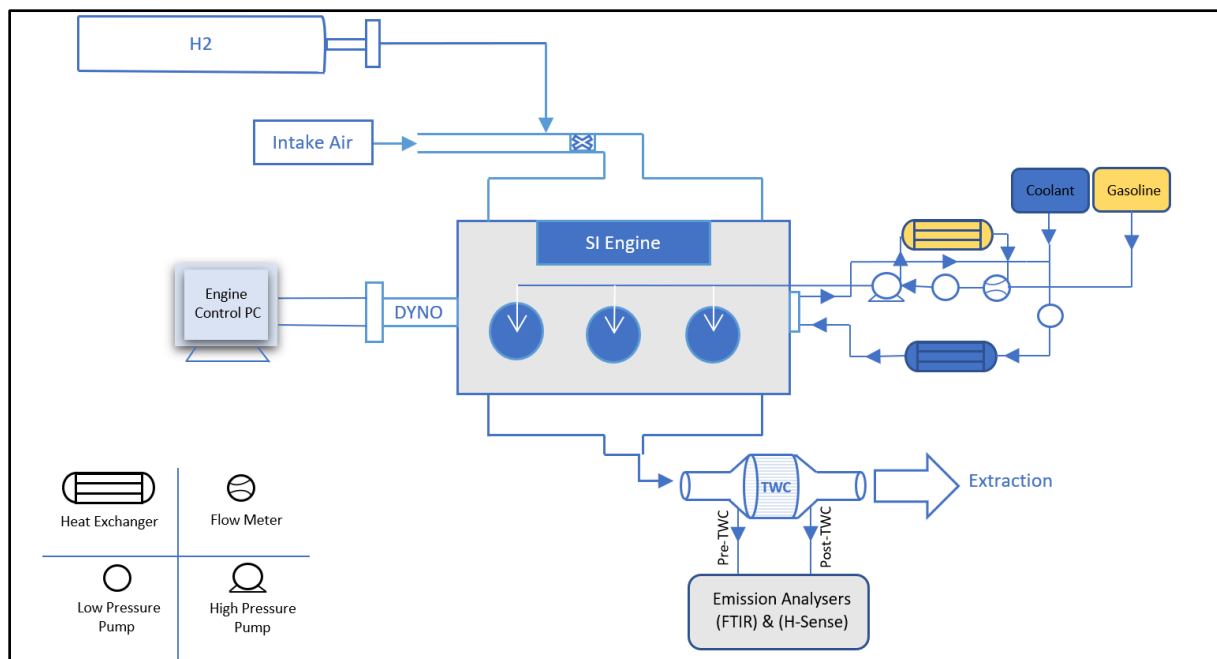 H2
Intake Air
Coolant
Gasoline
SI Engine
Engine
Control PC
DYNO
TWC
Extraction
Pre-TWC
Post-TWC
Emission Analysers
(FTIR) & (H-Sense)
Heat Exchanger
Flow Meter
Low Pressure
Pump
High Pressure
Pump